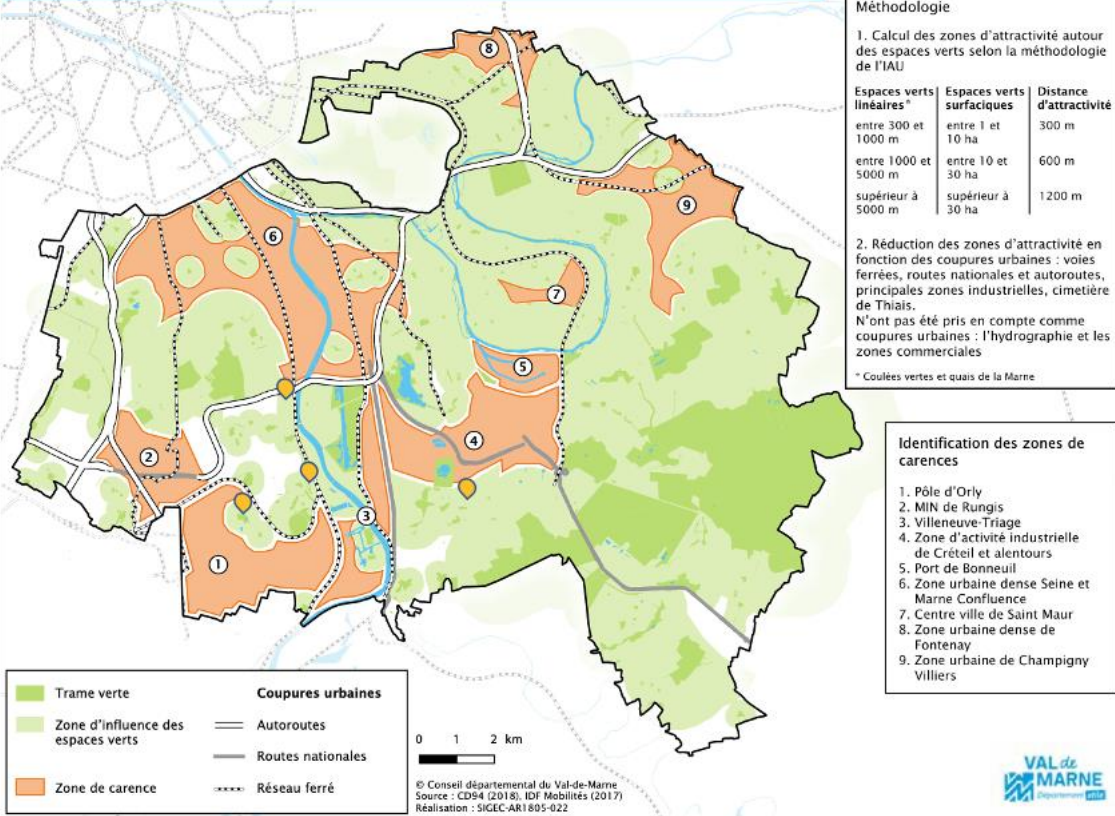 Méthodologie
1. Calcul des zones d'attractivité autour
des espaces verts selon la méthodologie
de l'IAU
Espaces verts linéaires* | Espaces verts surfaciques | Distance d'attractivité
entre 300 et 1000 m | entre 1 et 10 ha | 300 m
entre 1000 et 5000 m | entre 10 et 30 ha | 600 m
supérieur à 5000 m | supérieur à 30 ha | 1200 m
2. Réduction des zones d'attractivité en
fonction des coupures urbaines : voies
ferrées, routes nationales et autoroutes,
principales zones industrielles, cimetière
de Thiais.
N'ont pas été pris en compte comme
coupures urbaines : l'hydrographie et les
zones commerciales
* Coulées vertes et quais de la Marne
8
9
6
7
5
4
2
3
1
Identification des zones de
carences
1. Pôle d'Orly
2. MIN de Rungis
3. Villeneuve-Triage
4. Zone d'activité industrielle
de Créteil et alentours
5. Port de Bonneuil
6. Zone urbaine dense Seine et
Marne Confluence
7. Centre ville de Saint Maur
8. Zone urbaine dense de
Fontenay
9. Zone urbaine de Champigny
Villiers
Trame verte
Zone d'influence des
espaces verts
Zone de carence
Coupures urbaines
Autoroutes
Routes nationales
Réseau ferré
0 1 2 km
© Conseil départemental du Val-de-Marne
Source : CD94 (2018), IDF Mobilités (2017)
Réalisation : SIGEC-AR1805-022
VAL de
MARNE
Département utile